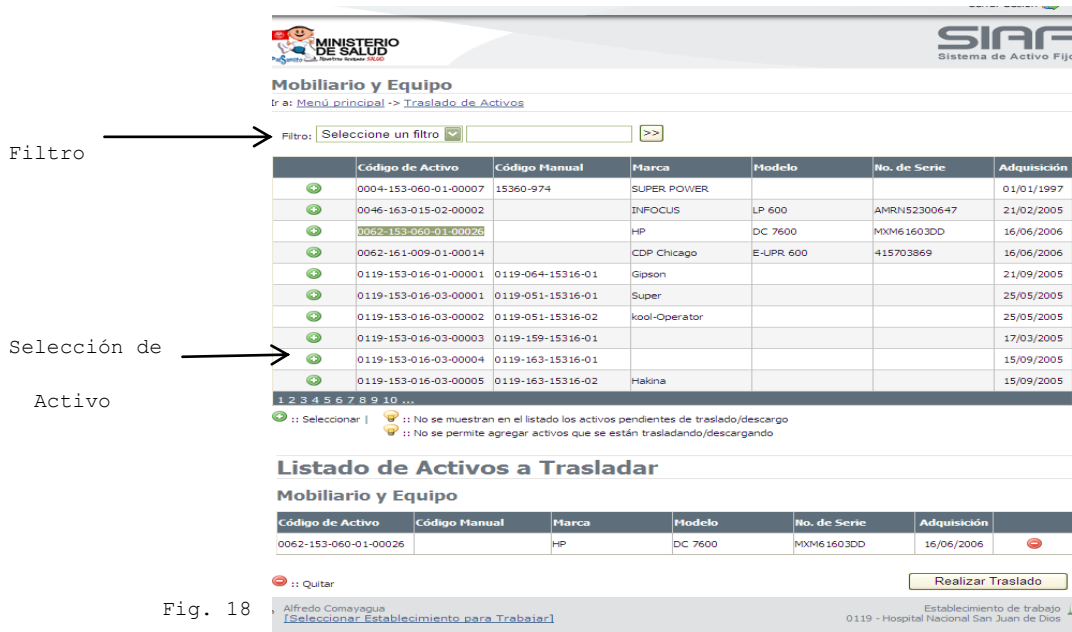 MINISTERIO
DE SALUD
Sistema de Activo Fijo
Mobiliario y Equipo
Ir a: Menú principal -> Traslado de Activos
Filtro
Filtro: Seleccione un filtro >>
Código de Activo Código Manual Marca Modelo No. de Serie Adquisición
0004-153-060-01-00007 15360-974 SUPER POWER 01/01/1997
0046-163-015-02-00002 INFOCUS LP 600 AMRN52300647 21/02/2005
0062-153-060-01-00026 HP DC 7600 MXM61603DD 16/06/2006
0062-161-009-01-00014 CDP Chicago E-UPR 600 415703869 16/06/2006
0119-153-016-01-00001 0119-064-15316-01 Gipson 21/09/2005
0119-153-016-03-00001 0119-051-15316-01 Super 25/05/2005
0119-153-016-03-00002 0119-051-15316-02 kool-Operator 25/05/2005
0119-153-016-03-00003 0119-159-15316-01 17/03/2005
Selección de
0119-153-016-03-00004 0119-163-15316-01 15/09/2005
0119-153-016-03-00005 0119-163-15316-02 Hakina 15/09/2005
Activo
1 2 3 4 5 6 7 8 9 10 ...
:: Seleccionar | :: No se muestran en el listado los activos pendientes de traslado/descargo
:: No se permite agregar activos que se están trasladando/descargando
Listado de Activos a Trasladar
Mobiliario y Equipo
Código de Activo Código Manual Marca Modelo No. de Serie Adquisición
0062-153-060-01-00026 HP DC 7600 MXM61603DD 16/06/2006
:: Quitar Realizar Traslado
Fig. 18
Alfredo Comayagua Establecimiento de trabajo
[Seleccionar Establecimiento para Trabajar] 0119 - Hospital Nacional San Juan de Dios